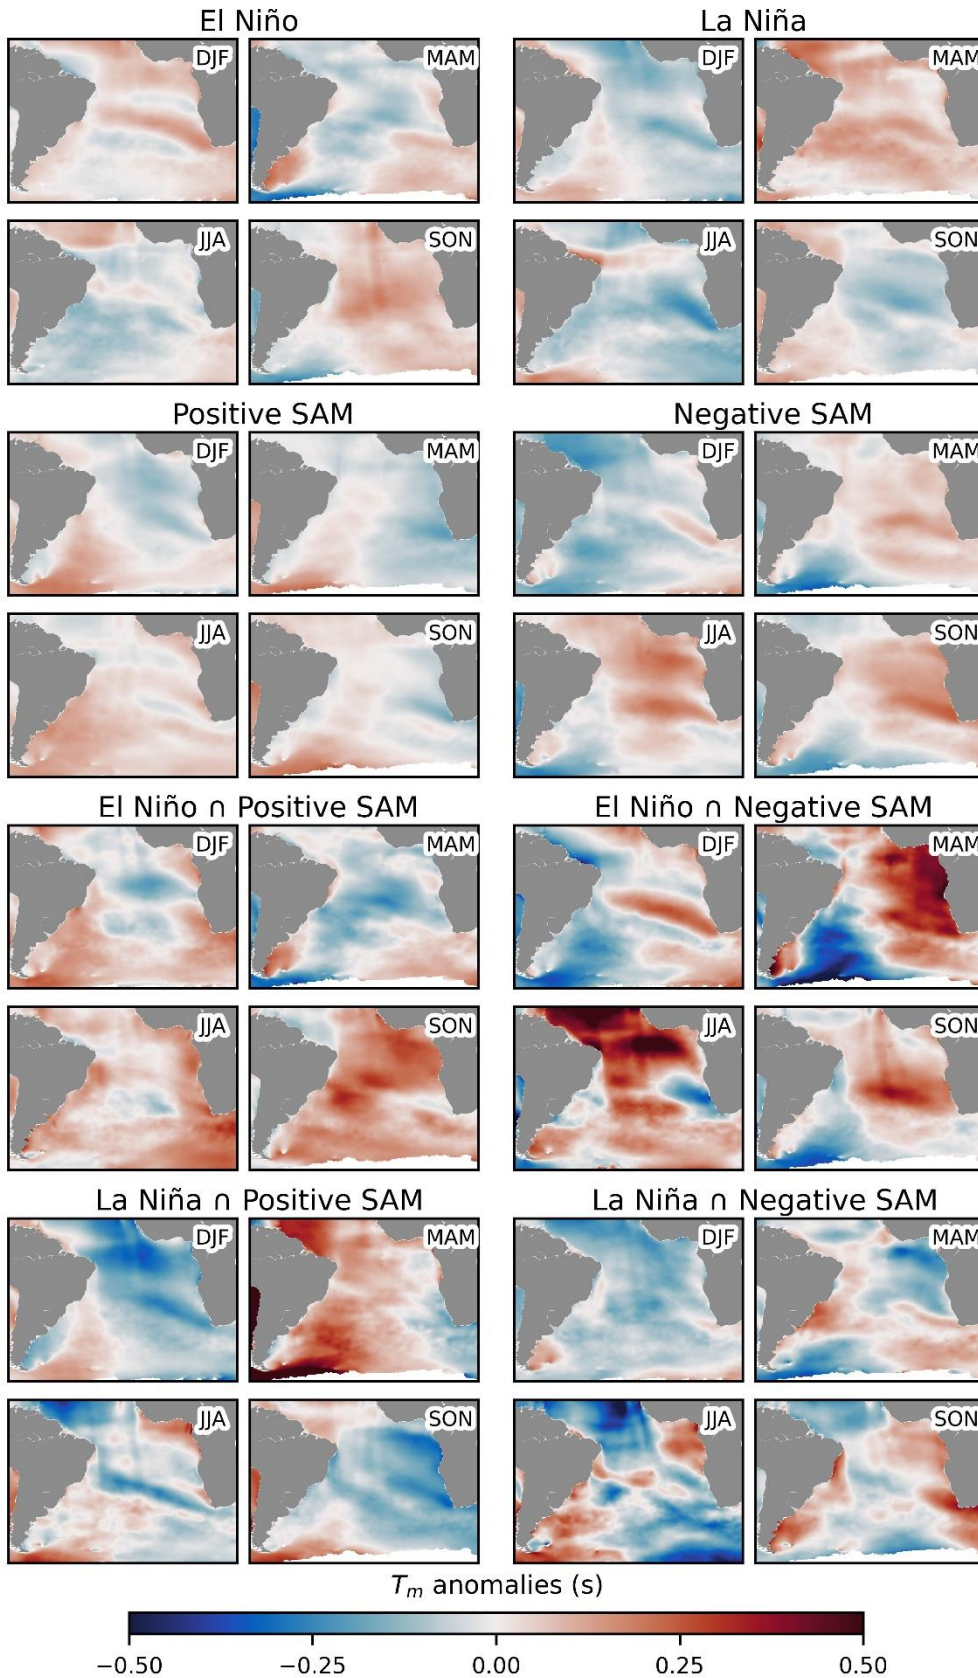 El Niño La Niña
DJF MAM DJF MAM
JJA SON JJA SON
Positive SAM Negative SAM
DJF MAM DJF MAM
JJA SON JJA SON
El Niño ∩ Positive SAM El Niño ∩ Negative SAM
DJF MAM DJF MAM
JJA SON JJA SON
La Niña ∩ Positive SAM La Niña ∩ Negative SAM
DJF MAM DJF MAM
JJA SON JJA SON
Tm anomalies (s)
−0.50 −0.25 0.00 0.25 0.50